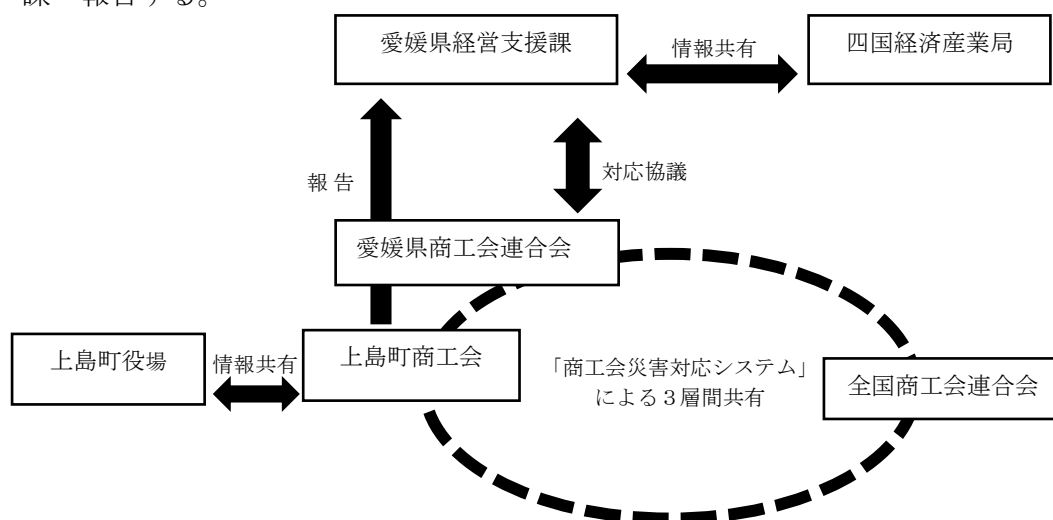 課へ報告する。
愛媛県経営支援課
情報共有
四国経済産業局
報 告
対応協議
愛媛県商工会連合会
上島町役場
情報共有
上島町商工会
「商工会災害対応システム」
による３層間共有
全国商工会連合会